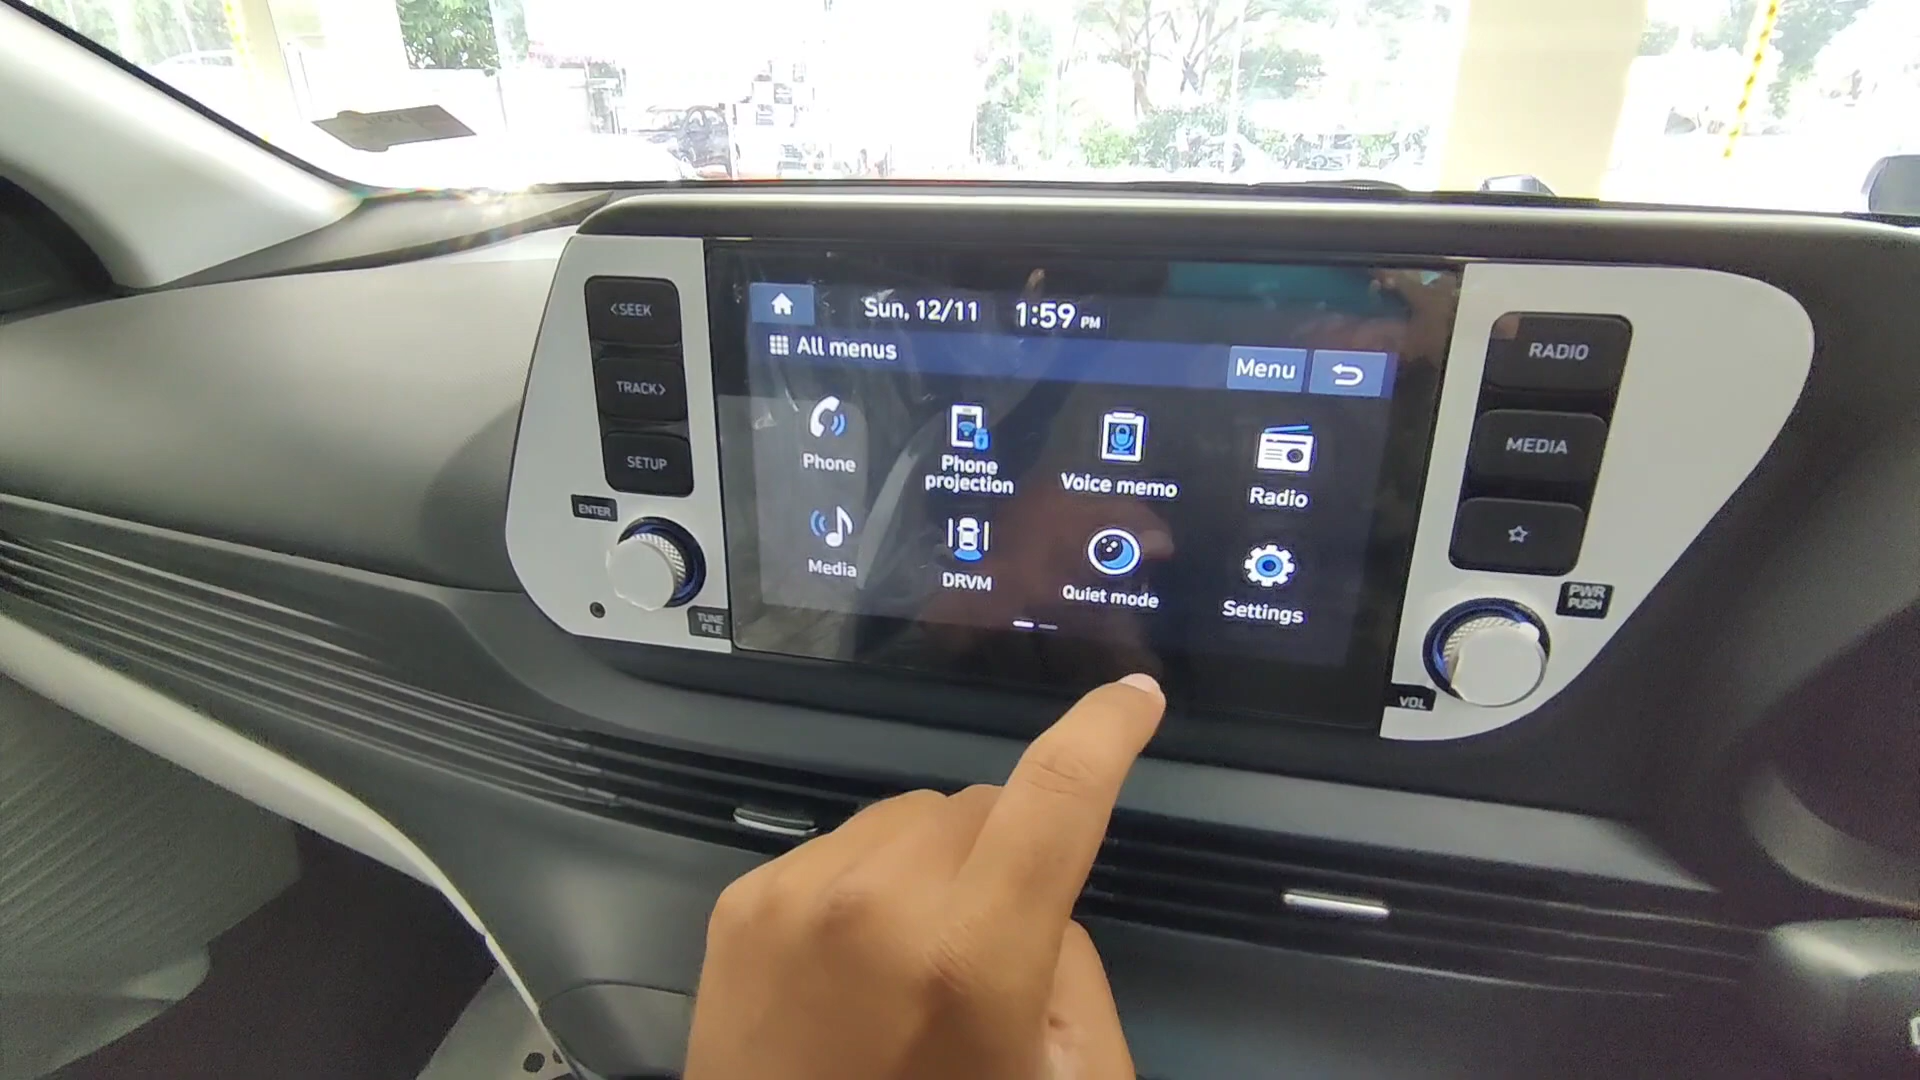 <SEEK
TRACK>
SETUP
ENTER
TUNE
FILE
Sun, 12/11 1:59 PM
All menus
Menu
Phone
Phone
projection
Voice memo
Radio
Media
DRVM
Quiet mode
Settings
RADIO
MEDIA
PWR
PUSH
VOL